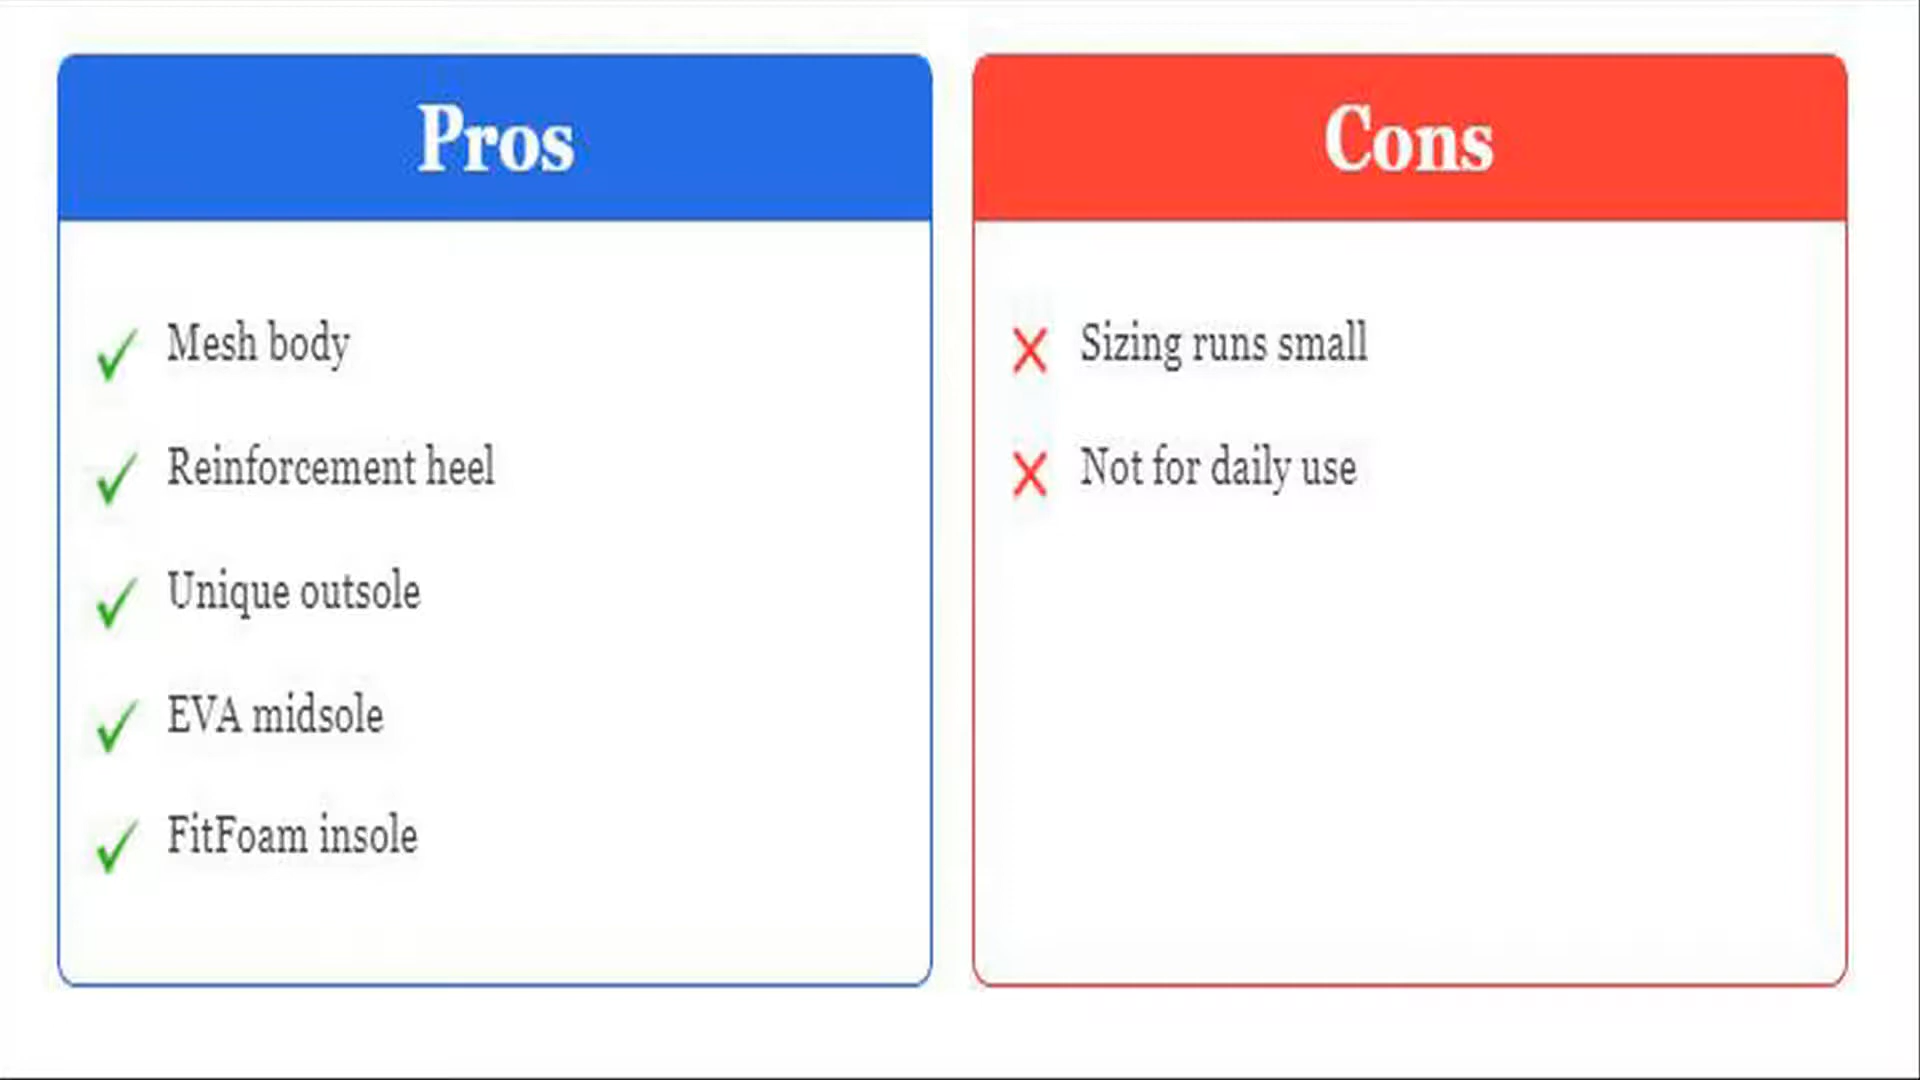 Pros
Mesh body
Reinforcement heel
Unique outsole
EVA midsole
FitFoam insole
Cons
Sizing runs small
Not for daily use